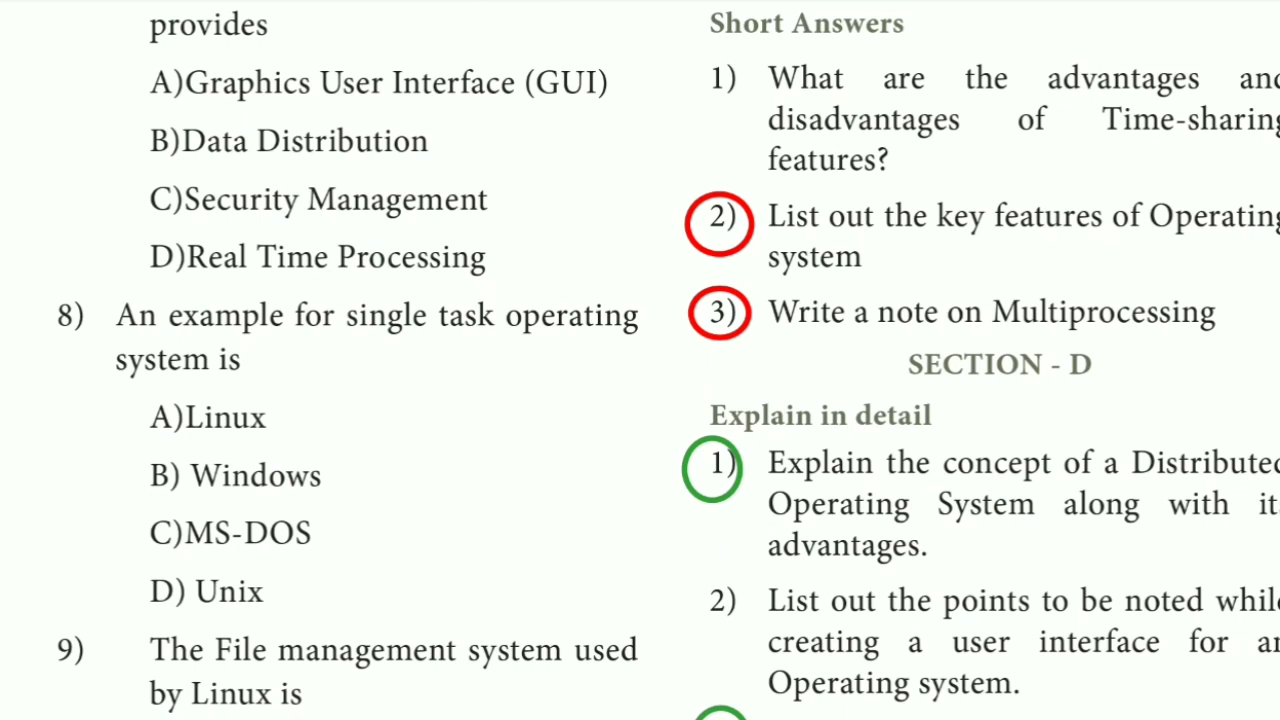 provides
A)Graphics User Interface (GUI)
B)Data Distribution
C)Security Management
D)Real Time Processing
8) An example for single task operating
system is
A)Linux
B) Windows
C)MS-DOS
D) Unix
9) The File management system used
by Linux is
Short Answers
1) What are the advantages
disadvantages of
features?
2) List out the key features of
system
3) Write a note on Multiprocessing
SECTION - D
Explain in detail
1) Explain the concept of a
Operating System along with
advantages.
2) List out the points to be noted
creating a user interface for
Operating system.